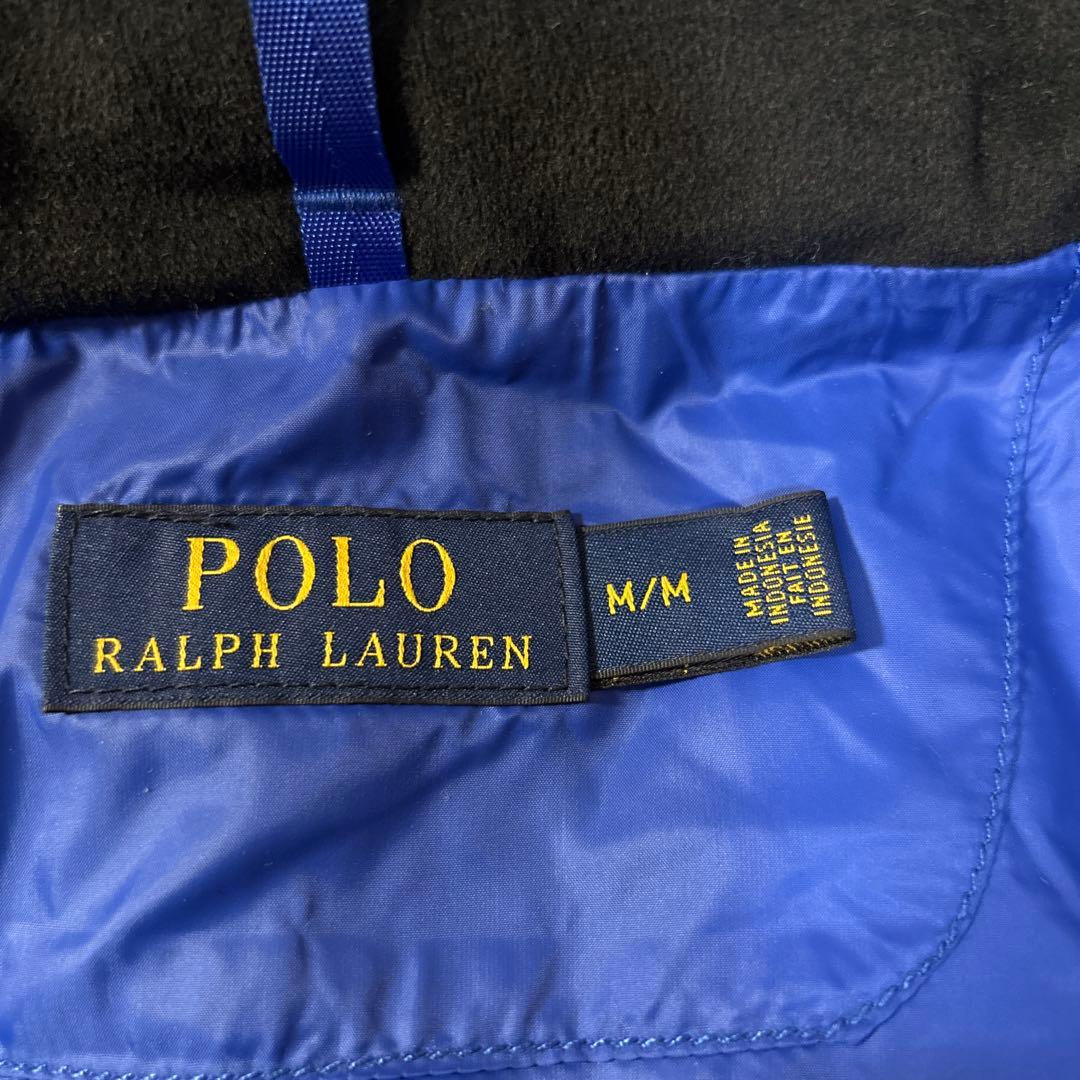 POLO
RALPH LAUREN
M/M
MADE IN
INDONESIA
FAIT EN
INDONESIE